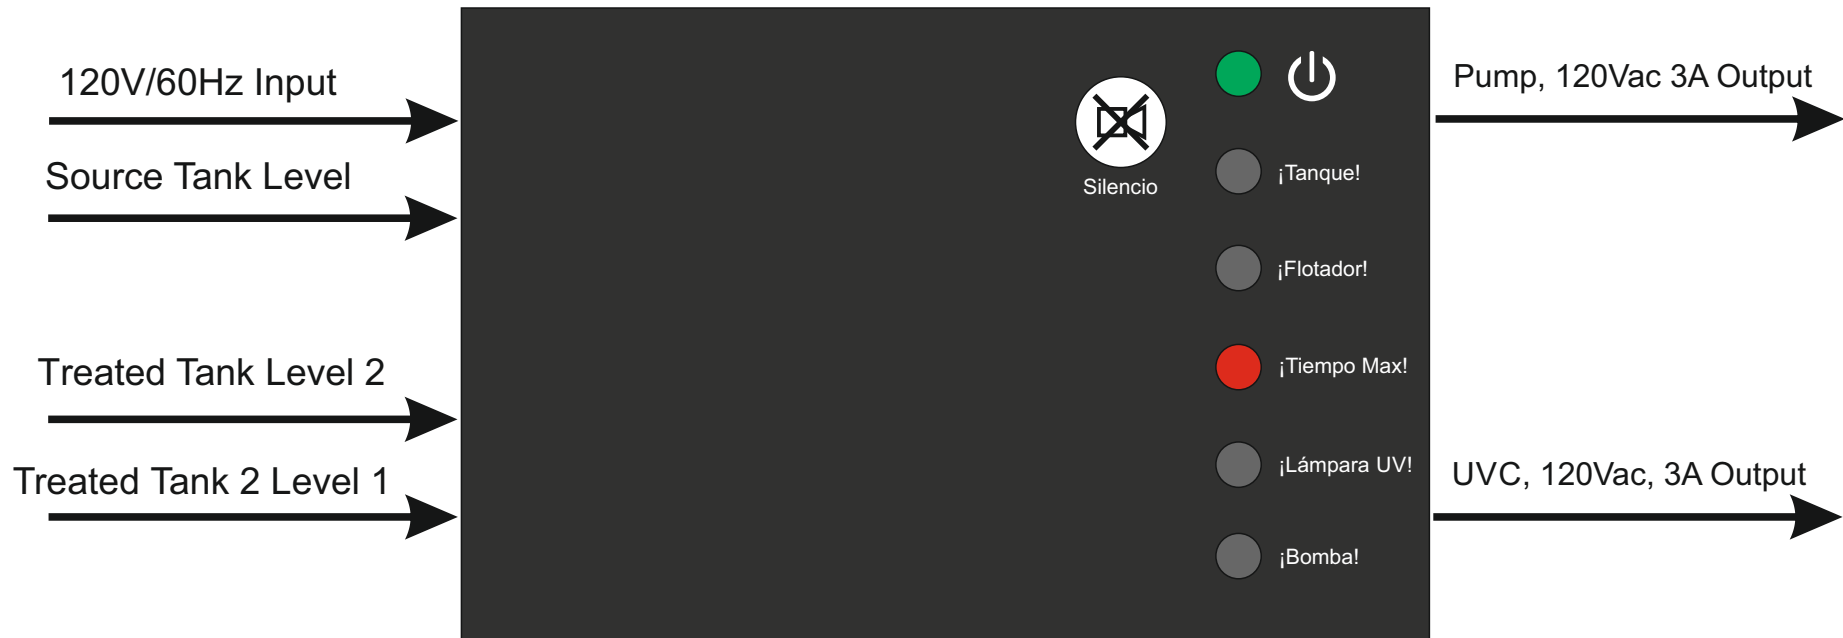 120V/60Hz Input
Source Tank Level
Treated Tank Level 2
Treated Tank 2 Level 1
Silencio
¡Tanque!
¡Flotador!
¡Tiempo Max!
¡Lámpara UV!
¡Bomba!
Pump, 120Vac 3A Output
UVC, 120Vac, 3A Output